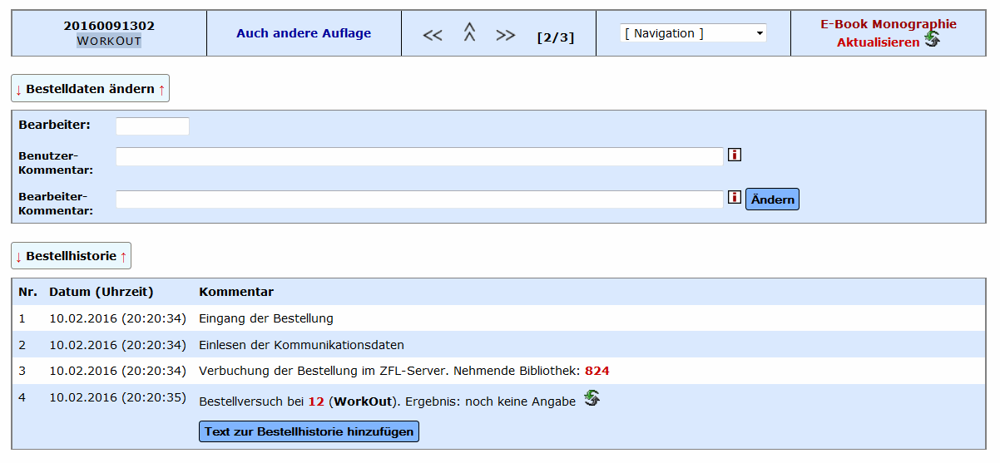 20160091302
WORKOUT
Auch andere Auflage
<< >> [2/3]
[ Navigation ]
E-Book Monographie
Aktualisieren
↓ Bestelldaten ändern ↑
Bearbeiter:
Benutzer-
Kommentar:
Bearbeiter-
Kommentar:
Ändern
↓ Bestellhistorie ↑
Nr. Datum (Uhrzeit) Kommentar
1 10.02.2016 (20:20:34) Eingang der Bestellung
2 10.02.2016 (20:20:34) Einlesen der Kommunikationsdaten
3 10.02.2016 (20:20:34) Verbuchung der Bestellung im ZFL-Server. Nehmende Bibliothek: 824
4 10.02.2016 (20:20:35) Bestellversuch bei 12 (WorkOut). Ergebnis: noch keine Angabe
Text zur Bestellhistorie hinzufügen